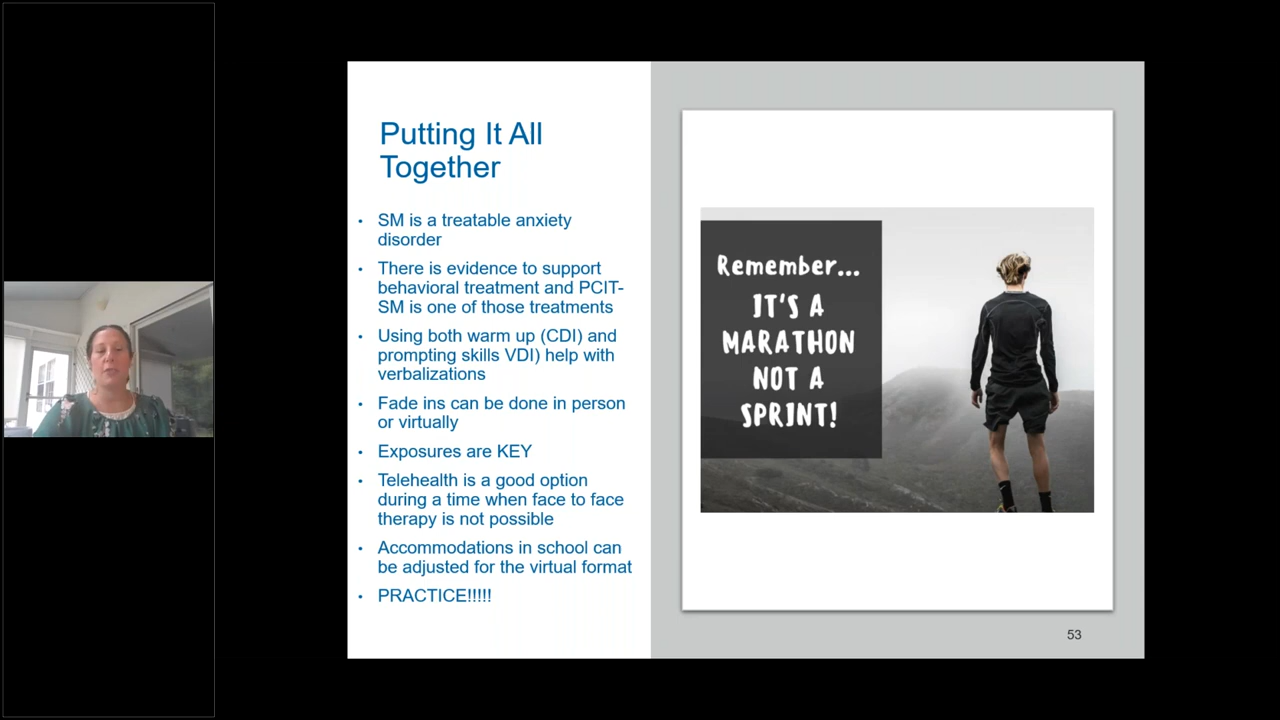 Putting It All
Together
• SM is a treatable anxiety
disorder
• There is evidence to support
behavioral treatment and PCIT-
SM is one of those treatments
• Using both warm up (CDI) and
prompting skills VDI) help with
verbalizations
• Fade ins can be done in person
or virtually
• Exposures are KEY
• Telehealth is a good option
during a time when face to face
therapy is not possible
• Accommodations in school can
be adjusted for the virtual format
• PRACTICE!!!!!
Remember...
IT'S A
MARATHON
NOT A
SPRINT!
53